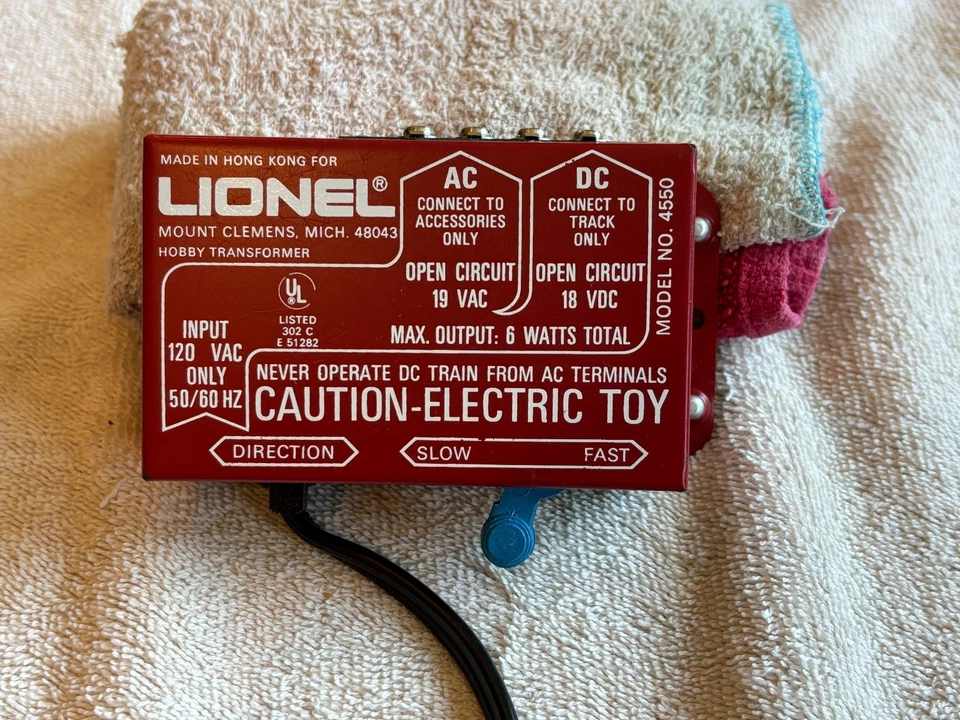 MADE IN HONG KONG FOR
LIONEL®
MOUNT CLEMENS, MICH. 48043
HOBBY TRANSFORMER
AC
CONNECT TO
ACCESSORIES
ONLY
OPEN CIRCUIT
19 VAC
DC
CONNECT TO
TRACK
ONLY
OPEN CIRCUIT
18 VDC
MODEL NO. 4550
UL®
LISTED
302 C
E 51282
MAX. OUTPUT: 6 WATTS TOTAL
INPUT
120 VAC
ONLY
50/60 HZ
NEVER OPERATE DC TRAIN FROM AC TERMINALS
CAUTION-ELECTRIC TOY
DIRECTION
SLOW FAST